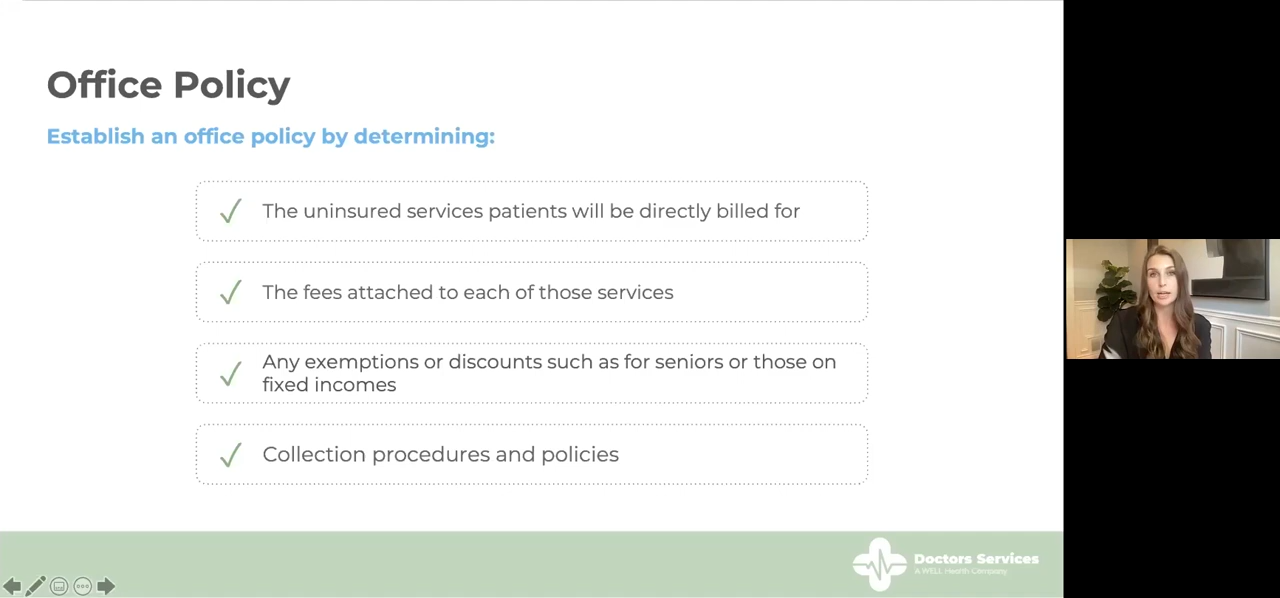 Office Policy
Establish an office policy by determining:
The uninsured services patients will be directly billed for
The fees attached to each of those services
Any exemptions or discounts such as for seniors or those on
fixed incomes
Collection procedures and policies
Doctors Services
A WELL Health Company